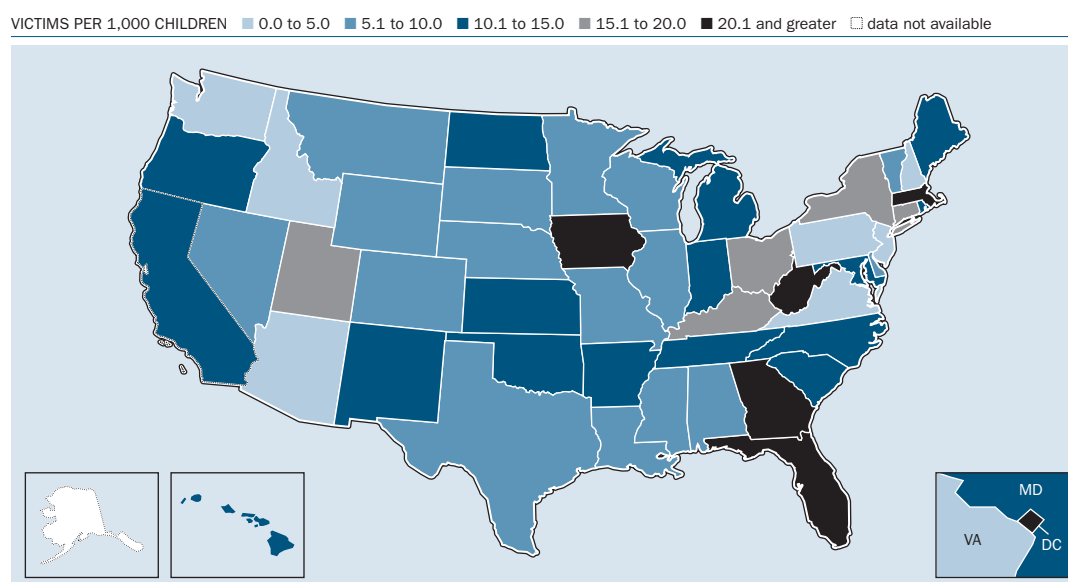 VICTIMS PER 1,000 CHILDREN 0.0 to 5.0 5.1 to 10.0 10.1 to 15.0 15.1 to 20.0 20.1 and greater data not available
MD
VA
DC